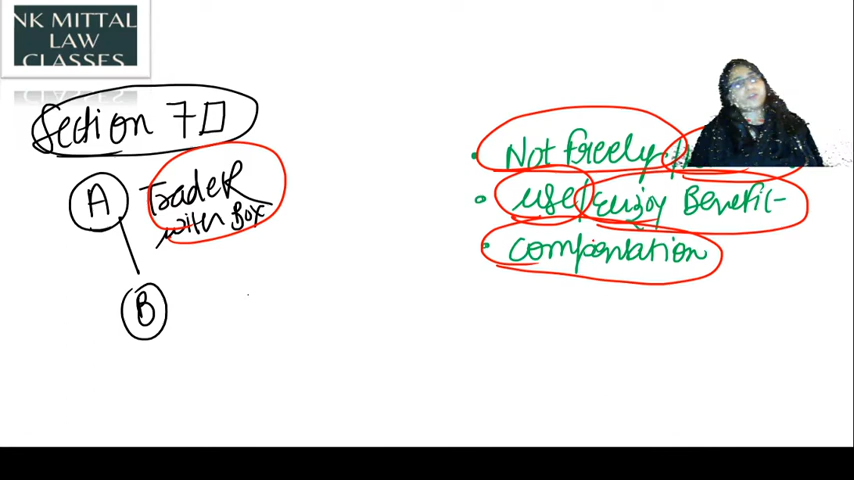 NK MITTAL
LAW
CLASSES
Section 70
A Trader
with Box
B
• Not freely
• use/enjoy Benefit
• compensation